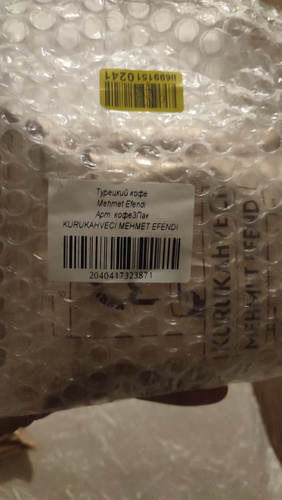 Турецкий кофе
Mehmet Efendi
Арт. кофе3Пак
KURUKAHVECI MEHMET EFENDI
2040417323871
KURUKAHVECI
MEHMET EFENDI